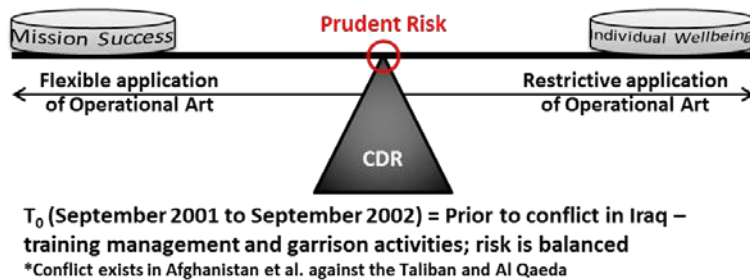 Prudent Risk
Mission Success
Individual Wellbeing
Flexible application
of Operational Art
Restrictive application
of Operational Art
CDR
T₀ (September 2001 to September 2002) = Prior to conflict in Iraq –
training management and garrison activities; risk is balanced
*Conflict exists in Afghanistan et al. against the Taliban and Al Qaeda